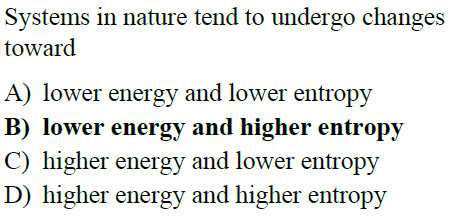 Systems in nature tend to undergo changes
toward
A) lower energy and lower entropy
B) lower energy and higher entropy
C) higher energy and lower entropy
D) higher energy and higher entropy